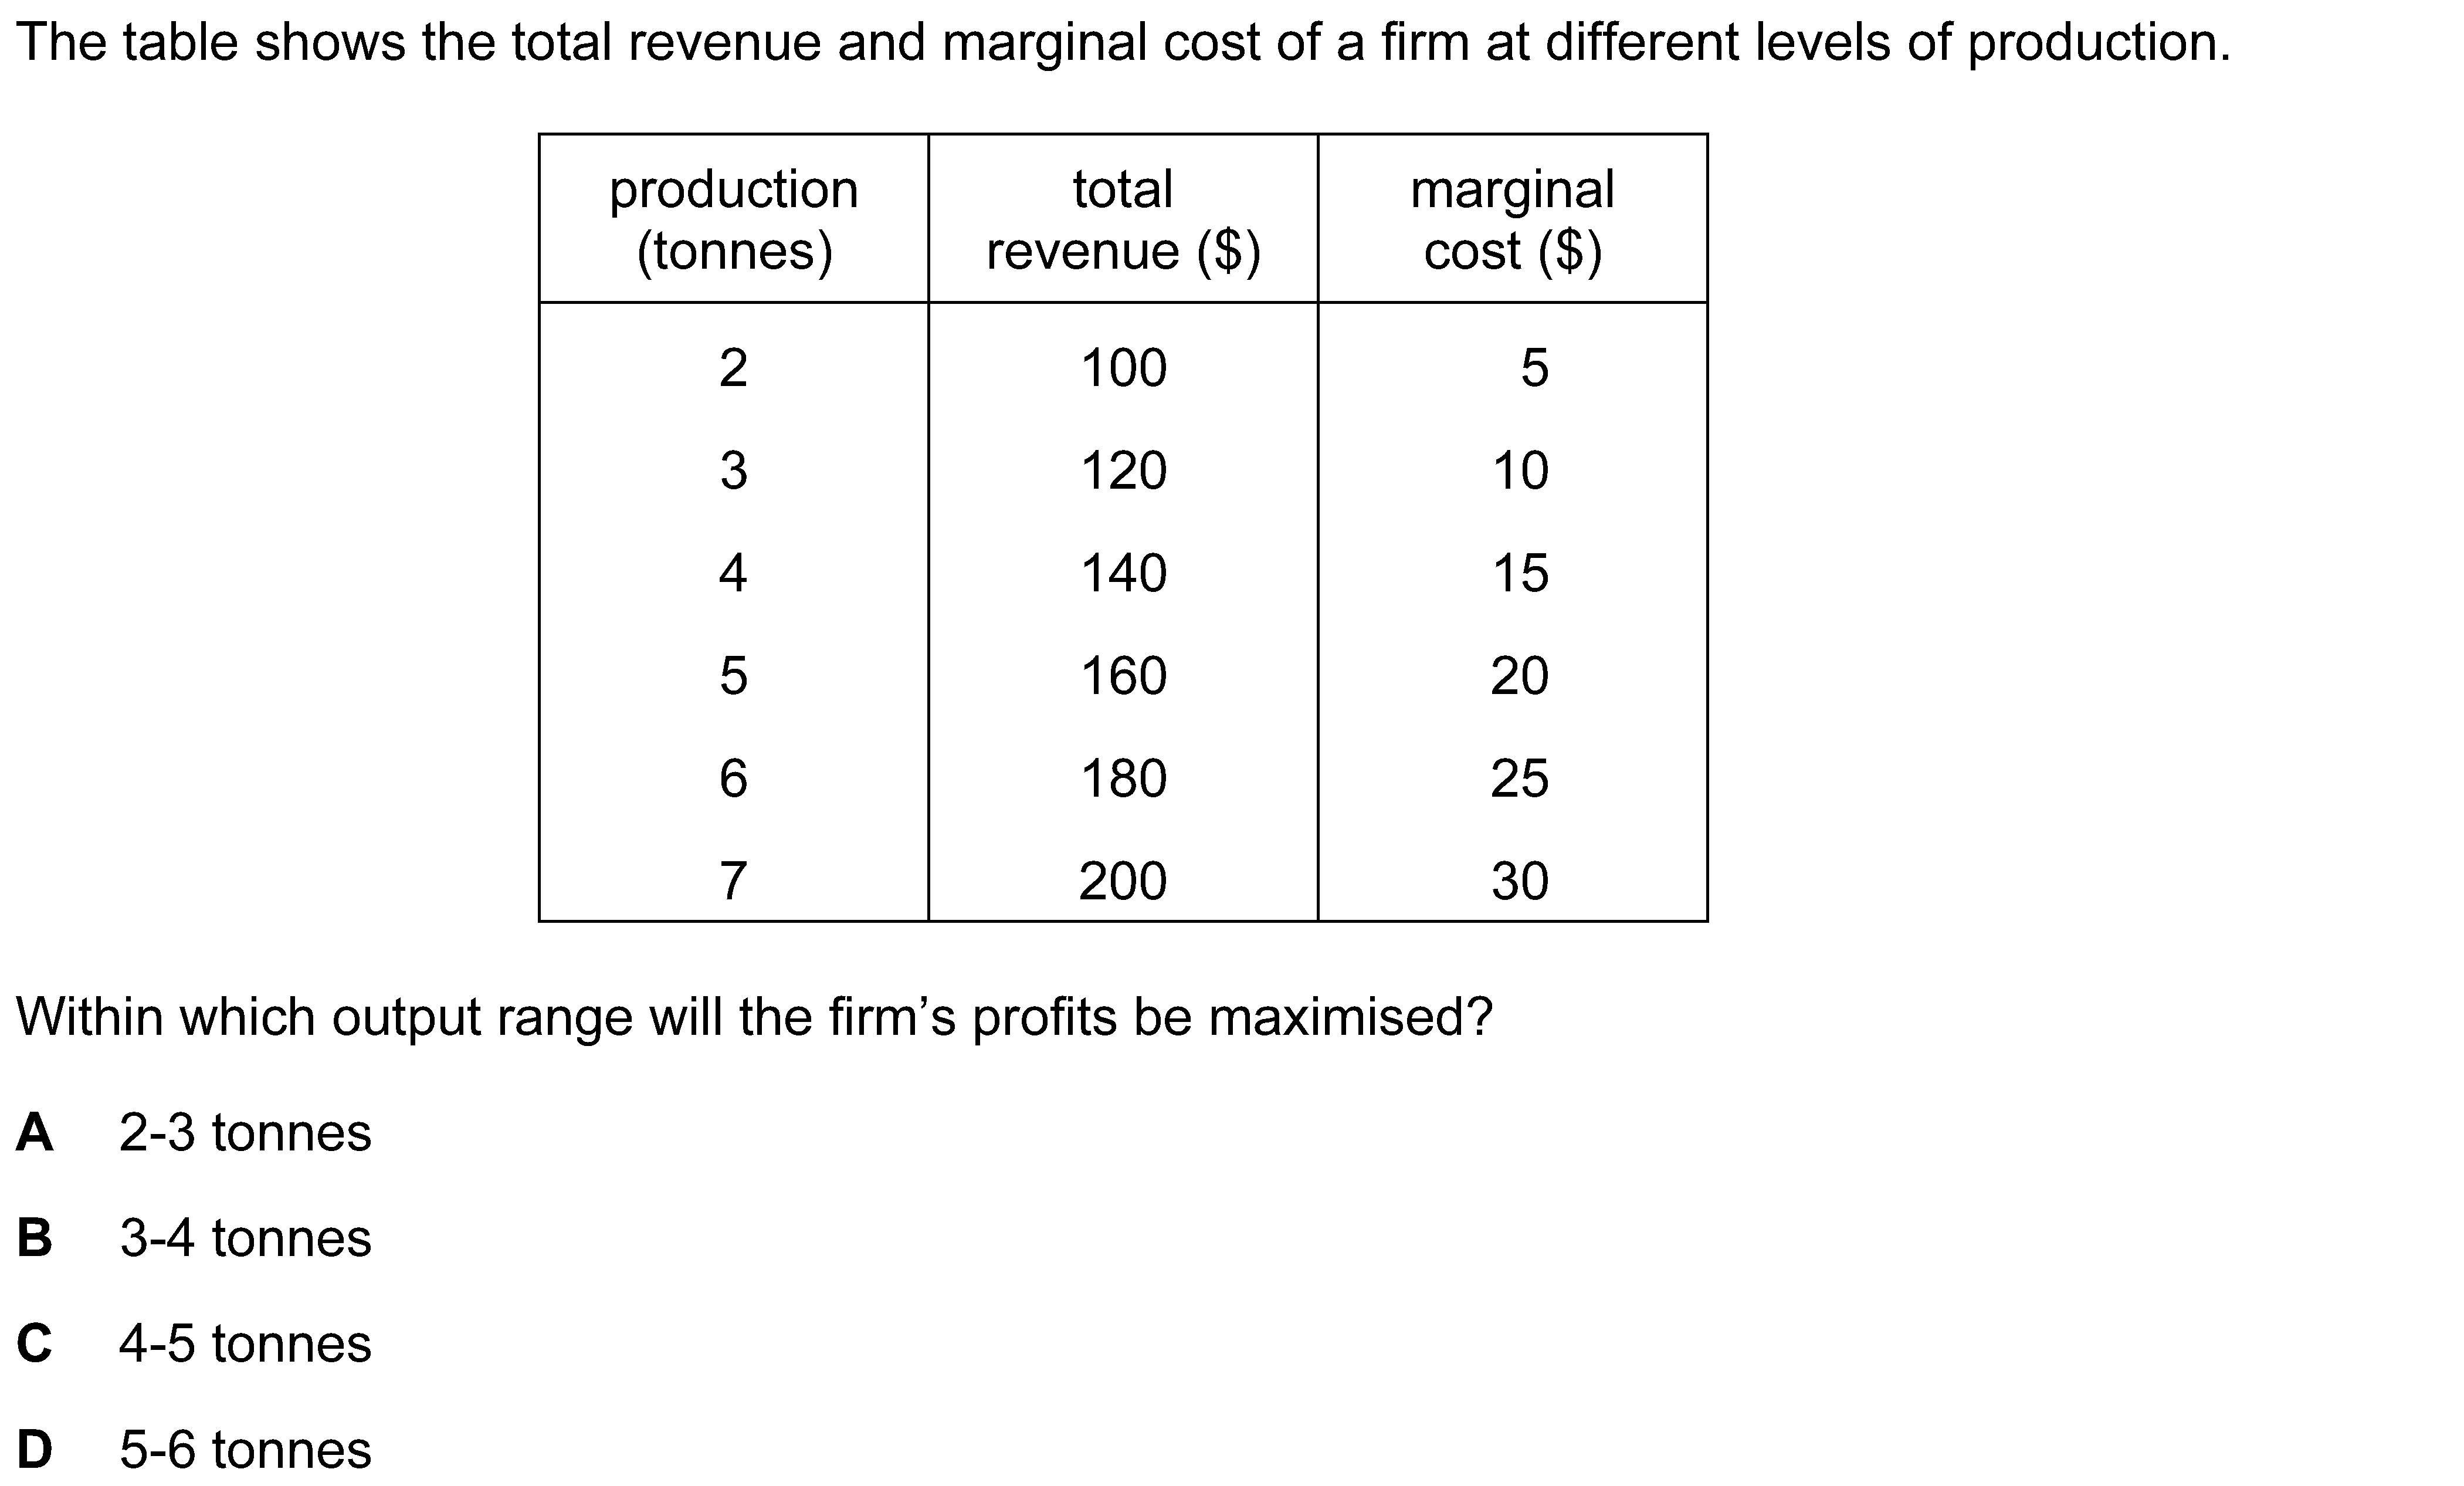 The table shows the total revenue and marginal cost of a firm at different levels of production.
production (tonnes) total revenue ($) marginal cost ($)
2 100 5
3 120 10
4 140 15
5 160 20
6 180 25
7 200 30
Within which output range will the firm’s profits be maximised?
A 2-3 tonnes
B 3-4 tonnes
C 4-5 tonnes
D 5-6 tonnes